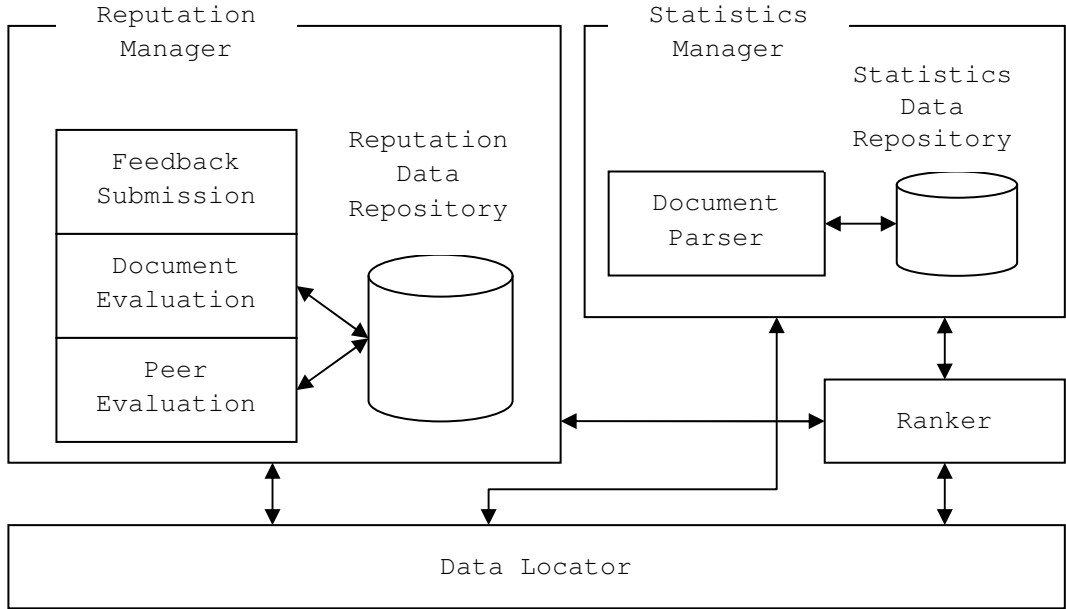 Reputation
Manager
Feedback
Submission
Document
Evaluation
Peer
Evaluation
Reputation
Data
Repository
Statistics
Manager
Statistics
Data
Repository
Document
Parser
Ranker
Data Locator